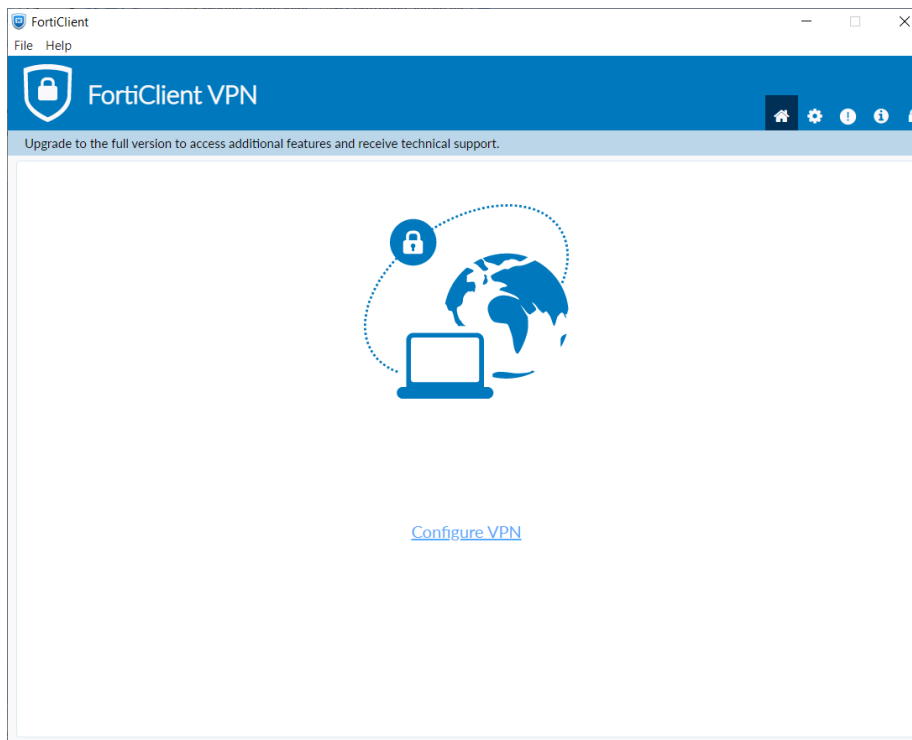 FortiClient
File Help
FortiClient VPN
Upgrade to the full version to access additional features and receive technical support.
Configure VPN